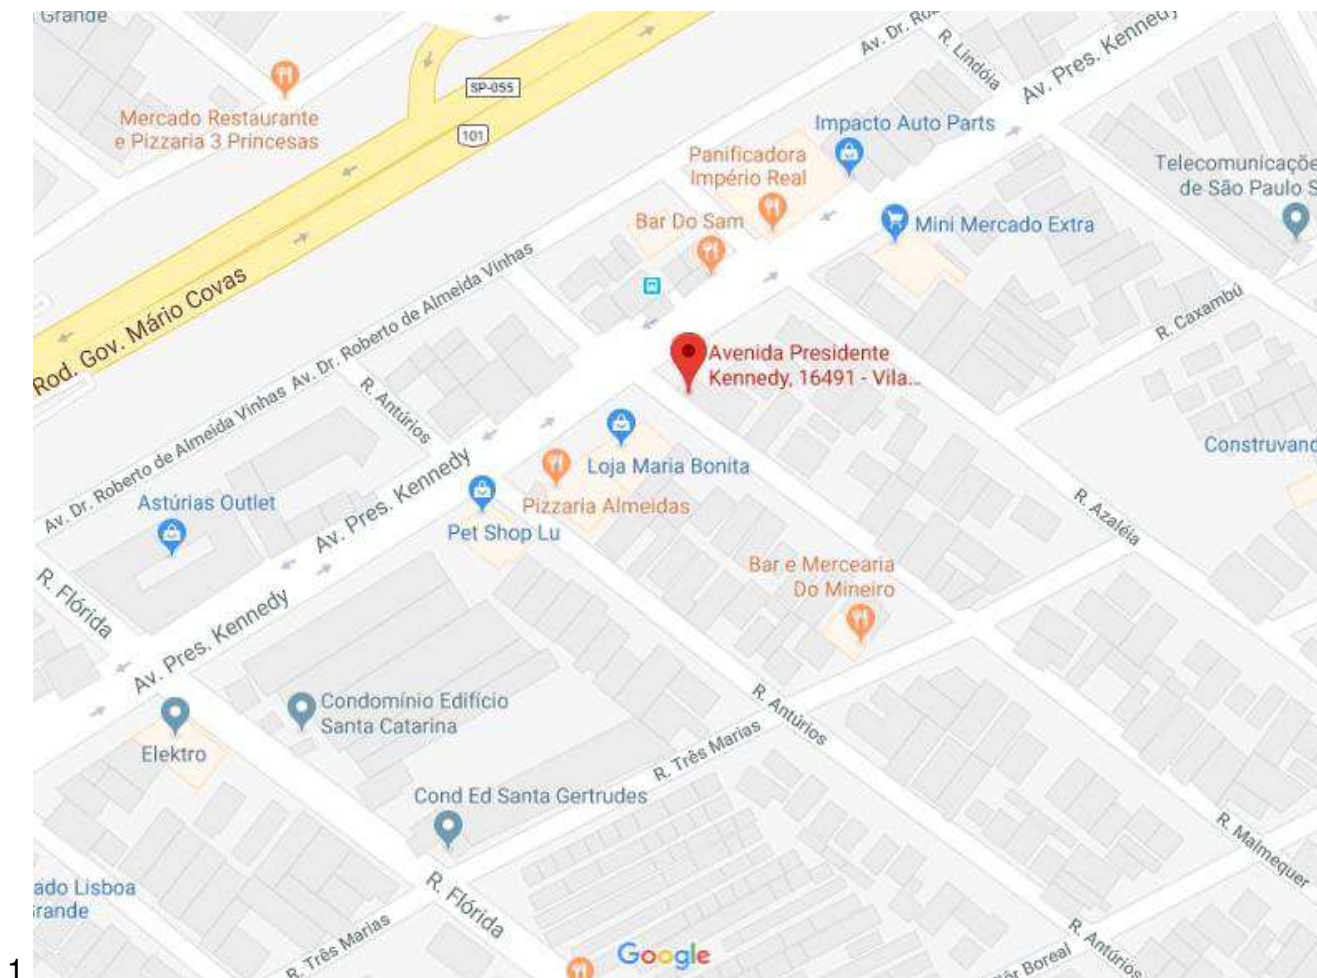 Grande
SP-055
101
Mercado Restaurante
e Pizzaria 3 Princesas
Av. Dr.
R. Lindóia
Av. Pres. Kennedy
Impacto Auto Parts
Panificadora
Império Real
Telecomunicaçõe
de São Paulo S
Bar Do Sam
Mini Mercado Extra
Rod. Gov. Mário Covas
Av. Dr. Roberto de Almeida Vinhas
Av. Dr. Roberto de Almeida Vinhas
R. Caxambú
Avenida Presidente
Kennedy, 16491 - Vila...
R. Antúrios
Loja Maria Bonita
Construvand
Av. Pres. Kennedy
Pizzaria Almeidas
Astúrias Outlet
Pet Shop Lu
R. Azaléia
Bar e Mercearia
Do Mineiro
R. Flórida
Av. Pres. Kennedy
Condomínio Edifício
Santa Catarina
R. Antúrios
Elektro
R. Três Marias
Cond Ed Santa Gertrudes
R. Malmequer
ado Lisboa
Grande
R. Flórida
R. Três Marias
R. Antúrios
Boreal
Google
1